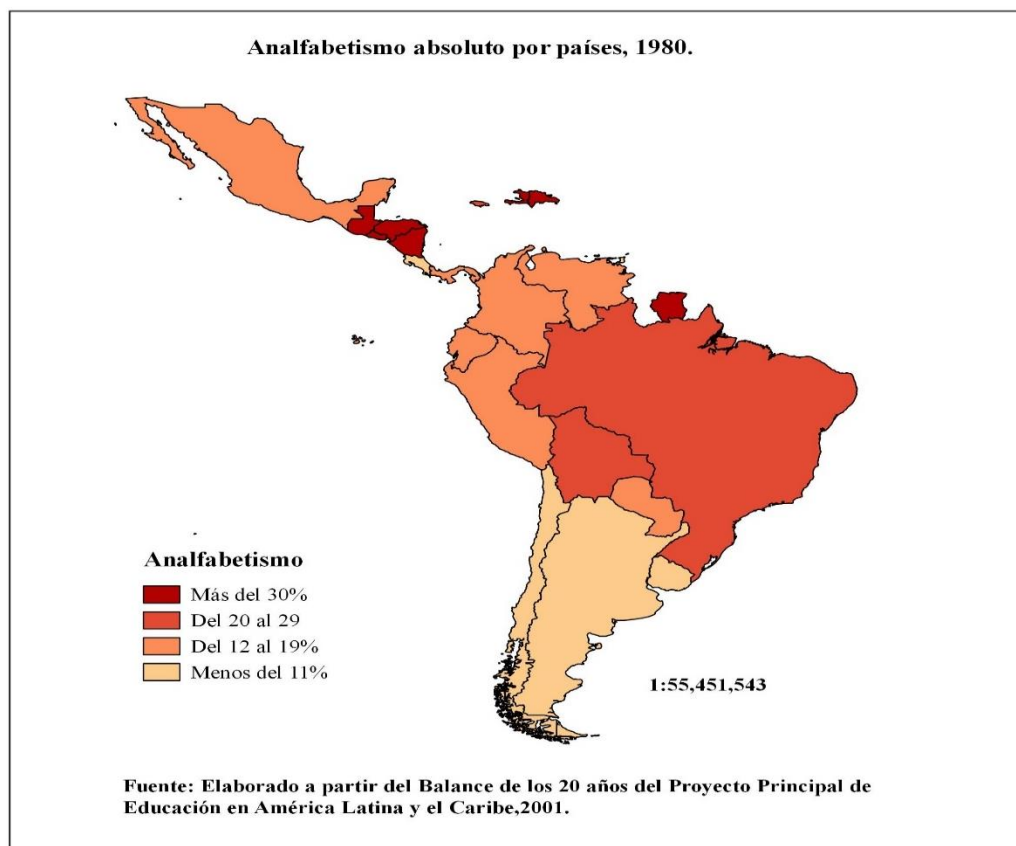 Analfabetismo absoluto por países, 1980.
Analfabetismo
Más del 30%
Del 20 al 29
Del 12 al 19%
Menos del 11%
1:55,451,543
Fuente: Elaborado a partir del Balance de los 20 años del Proyecto Principal de
Educación en América Latina y el Caribe,2001.